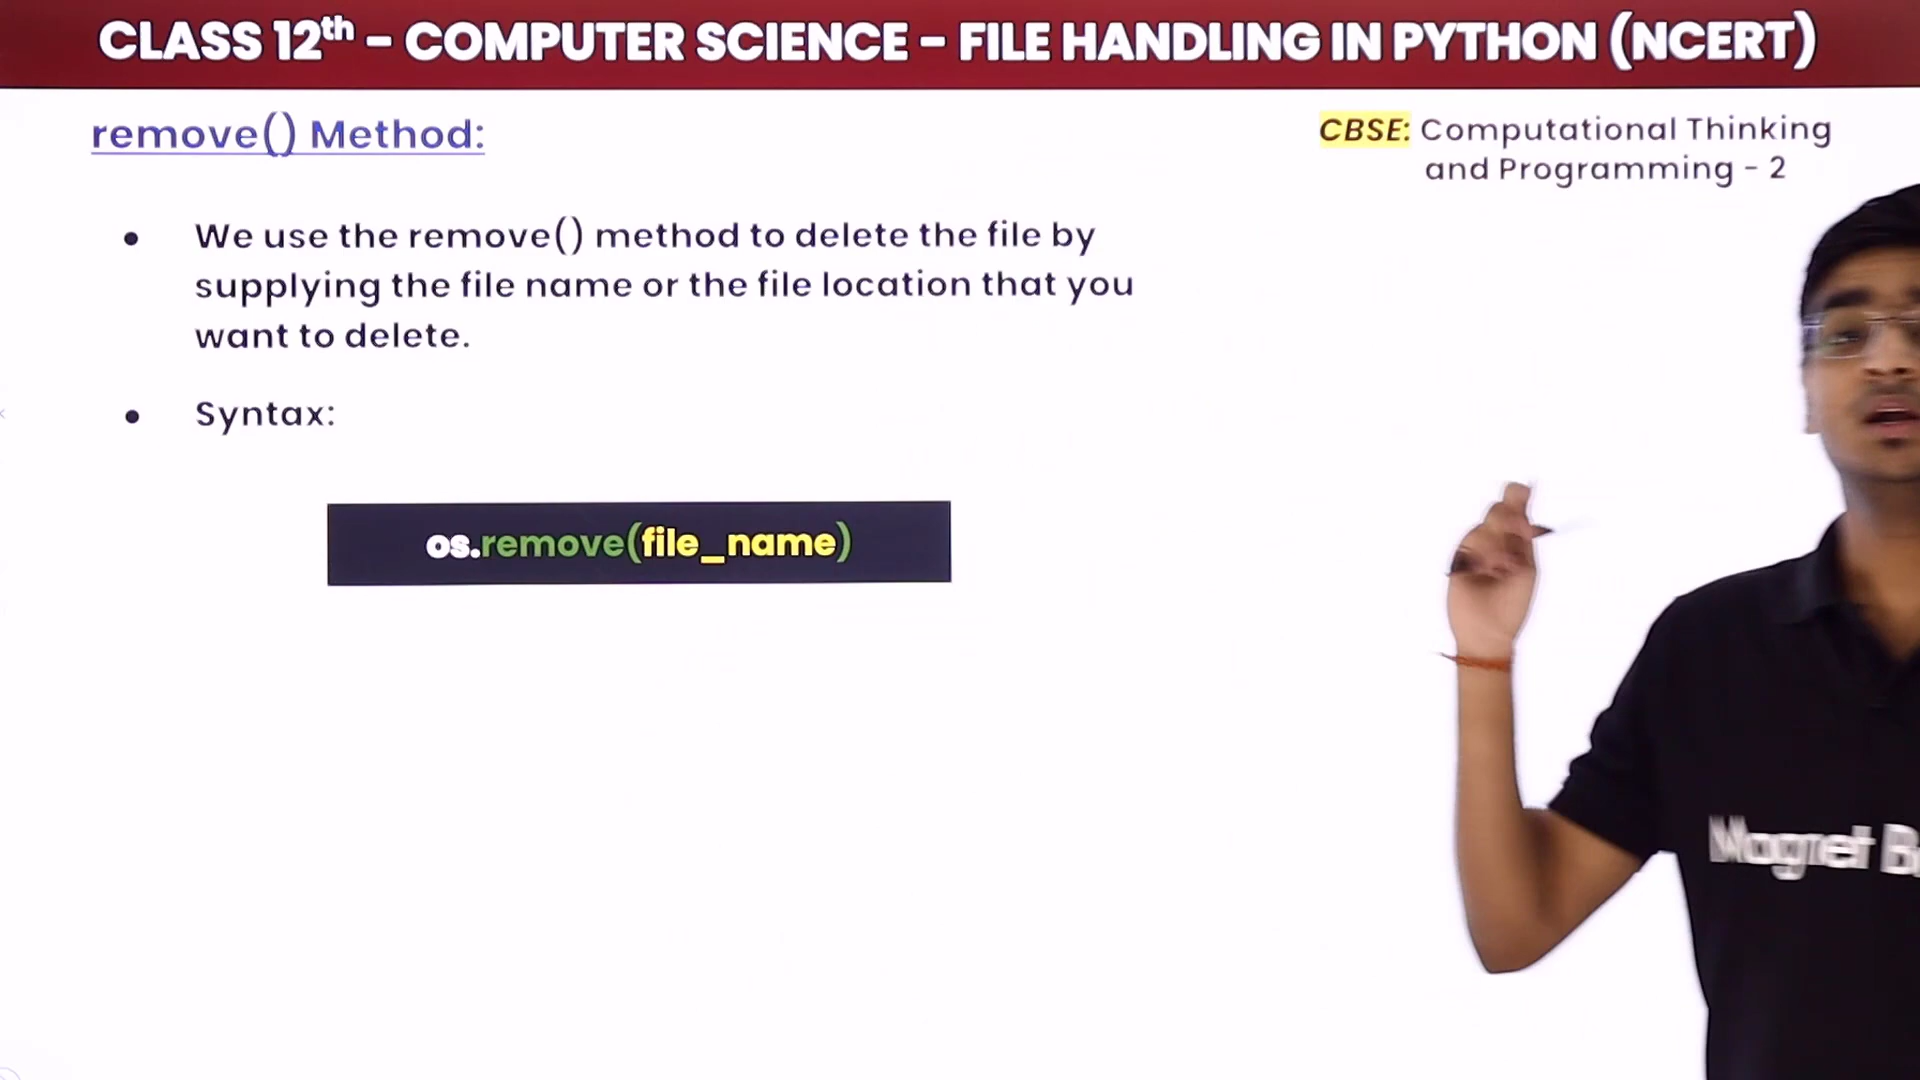 CLASS 12th - COMPUTER SCIENCE - FILE HANDLING IN PYTHON (NCERT)
remove() Method:
CBSE: Computational Thinking
and Programming - 2
• We use the remove() method to delete the file by
supplying the file name or the file location that you
want to delete.
• Syntax:
os.remove(file_name)
Magnet